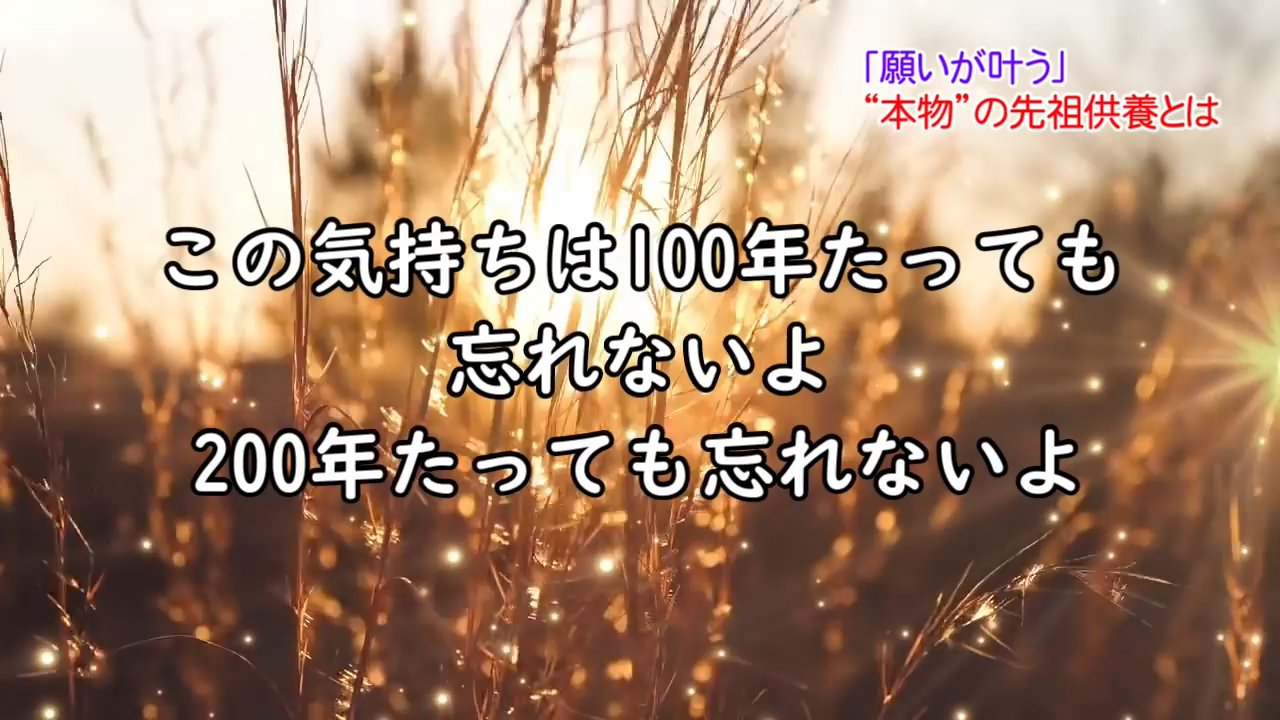 「願いが叶う」
“本物”の先祖供養とは
この気持ちは100年たっても
忘れないよ
200年たっても忘れないよ